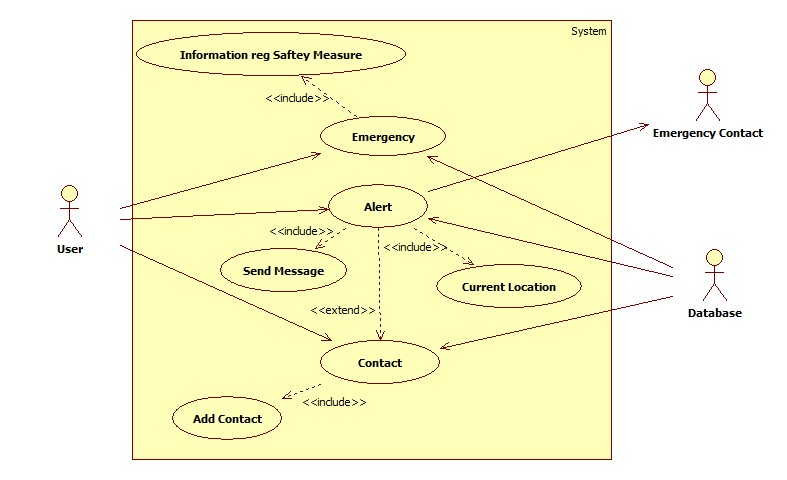 System
Information reg Saftey Measure
<<include>>
Emergency
Emergency Contact
Alert
User
<<include>>
<<include>>
Send Message
Current Location
<<extend>>
Database
Contact
<<include>>
Add Contact